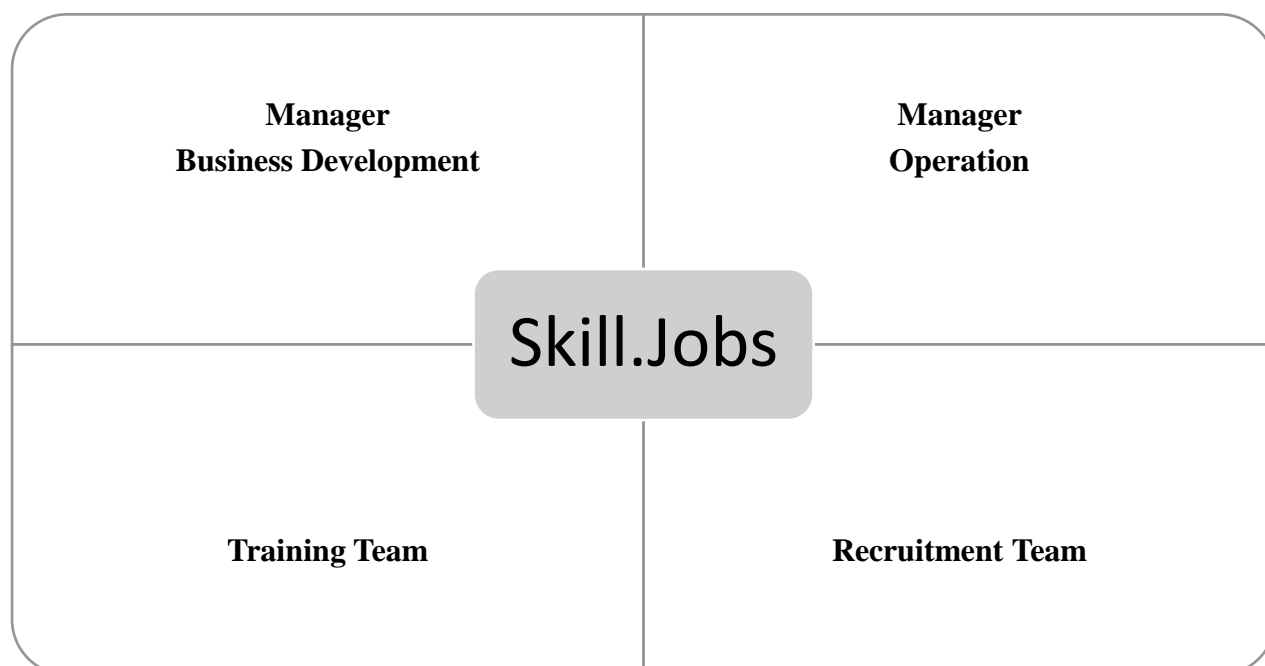 Manager
Business Development
Manager
Operation
Skill.Jobs
Training Team
Recruitment Team